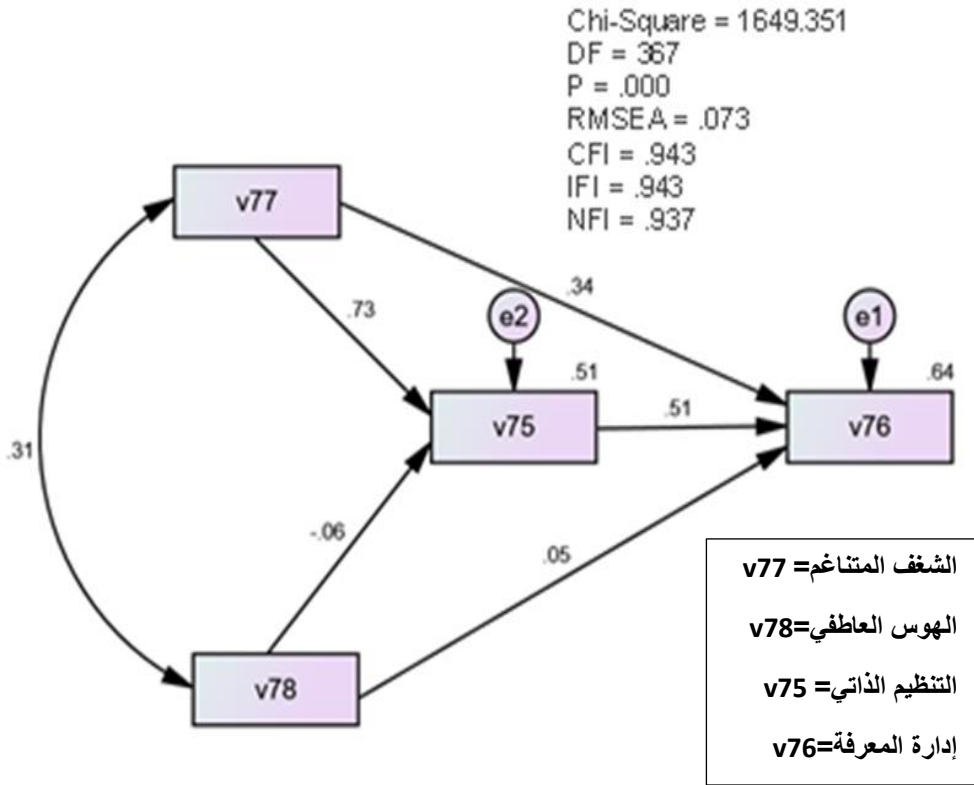 Chi-Square = 1649.351
DF = 367
P = .000
RMSEA = .073
CFI = .943
IFI = .943
NFI = .937
v77
.34
.73
e2
e1
.51
.64
v75
.51
v76
.31
-.06
.05
v78
الشغف المتناغم= v77
الهوس العاطفي=v78
التنظيم الذاتي= v75
إدارة المعرفة=v76